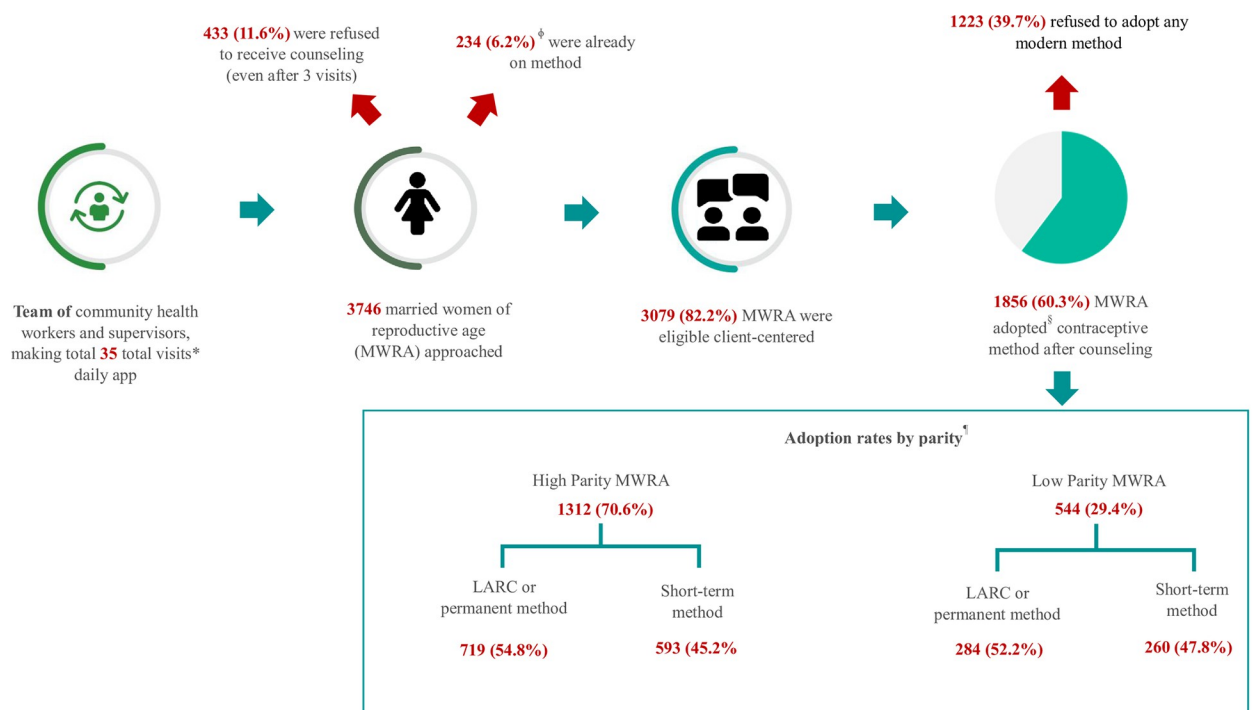 433 (11.6%) were refused
to receive counseling
(even after 3 visits)
234 (6.2%)ϕ were already
on method
1223 (39.7%) refused to adopt any
modern method
Team of community health
workers and supervisors,
making total 35 total visits*
daily app
3746 married women of
reproductive age
(MWRA) approached
3079 (82.2%) MWRA were
eligible client-centered
1856 (60.3%) MWRA
adopted§ contraceptive
method after counseling
Adoption rates by parity¶
High Parity MWRA
1312 (70.6%)
LARC or
permanent method
719 (54.8%)
Short-term
method
593 (45.2%
Low Parity MWRA
544 (29.4%)
LARC or
permanent method
284 (52.2%)
Short-term
method
260 (47.8%)